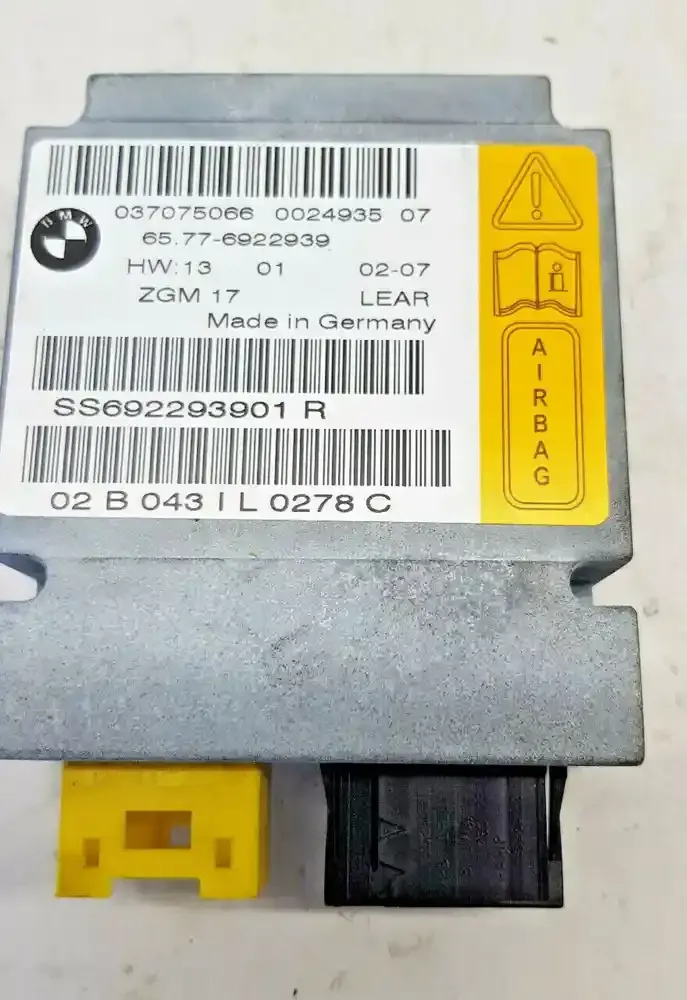 037075066 0024935 07
BMW
65.77-6922939
HW:13 01 02-07
ZGM 17 LEAR
Made in Germany
SS692293901 R
02 B 043 I L 0278 C
AIRBAG